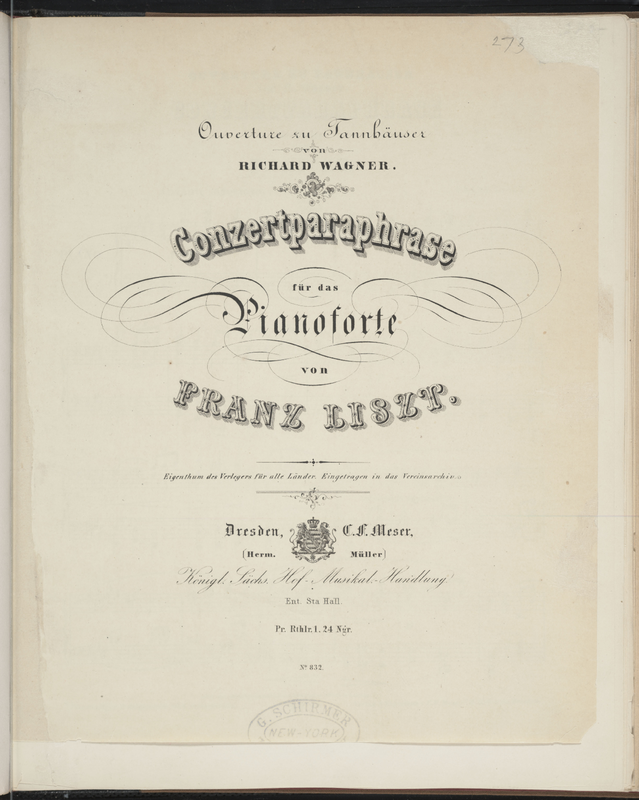 273
Ouverture zu Tannhäuser
von
RICHARD WAGNER.
Conzertparaphrase
für das
Pianoforte
von
FRANZ LISZT.
Eigenthum des Verlegers für alle Länder. Eingetragen in das Vereinsarchiv.
Dresden, C. F. Meser,
(Herm. Müller)
Königl. Sächs. Hof-Musikal.-Handlung
Ent. Sta Hall.
Pr. Rthlr. 1. 24 Ngr.
No 832.
G. SCHIRMER
NEW-YORK